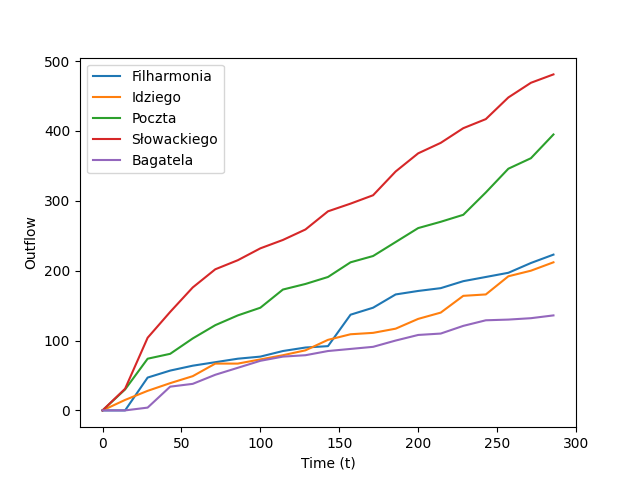 500
400
300
200
100
0
Outflow
Filharmonia
Idziego
Poczta
Słowackiego
Bagatela
0 50 100 150 200 250 300
Time (t)